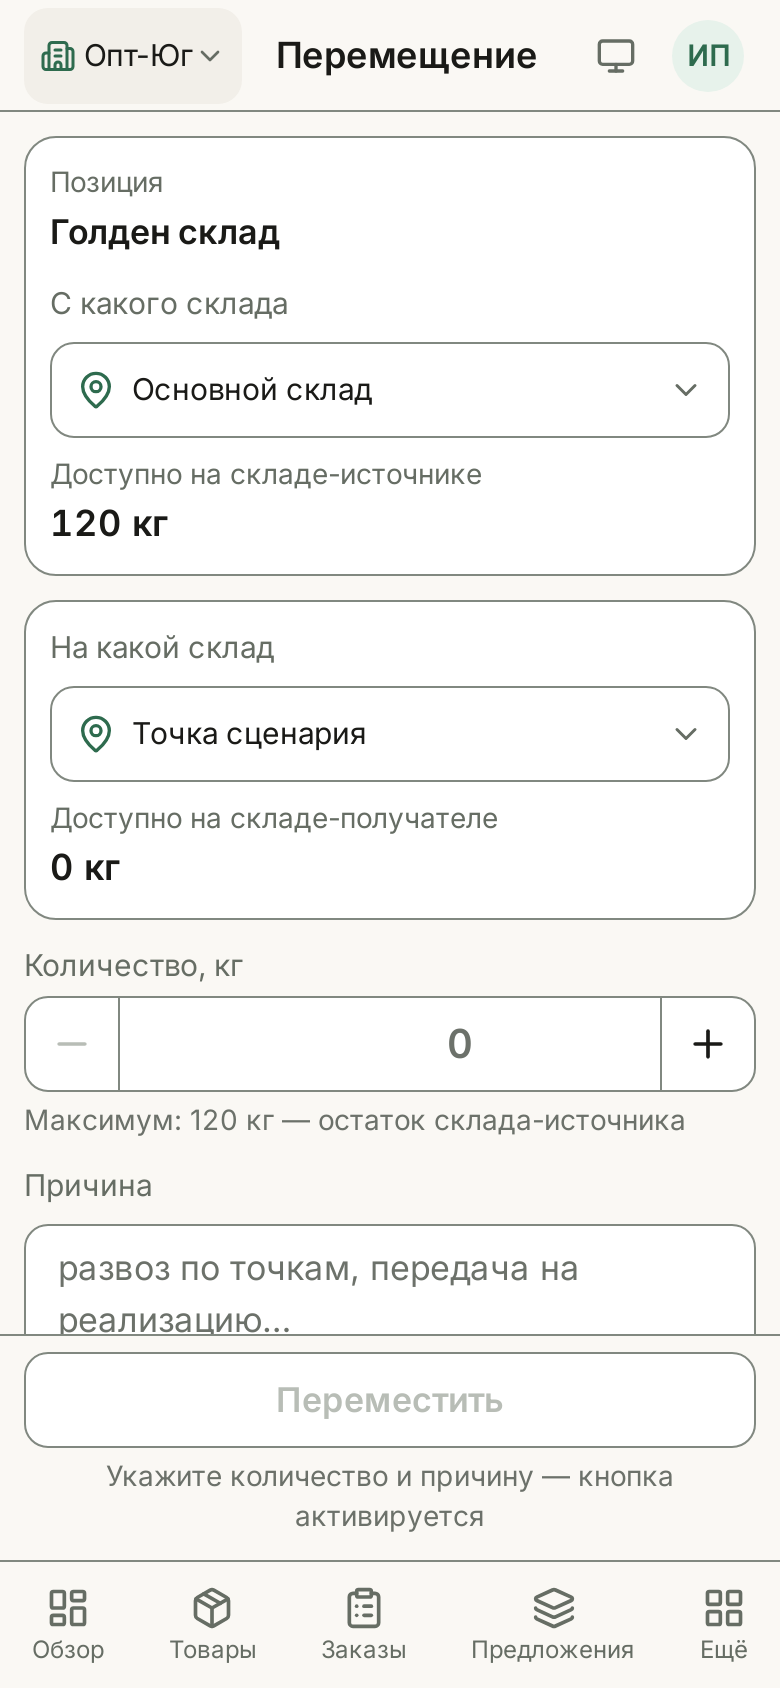 Опт-Юг
Перемещение
ИП
Позиция
Голден склад
С какого склада
Основной склад
Доступно на складе-источнике
120 кг
На какой склад
Точка сценария
Доступно на складе-получателе
0 кг
Количество, кг
0
Максимум: 120 кг — остаток склада-источника
Причина
развоз по точкам, передача на
реализацию...
Переместить
Укажите количество и причину — кнопка
активируется
Обзор
Товары
Заказы
Предложения
Ещё